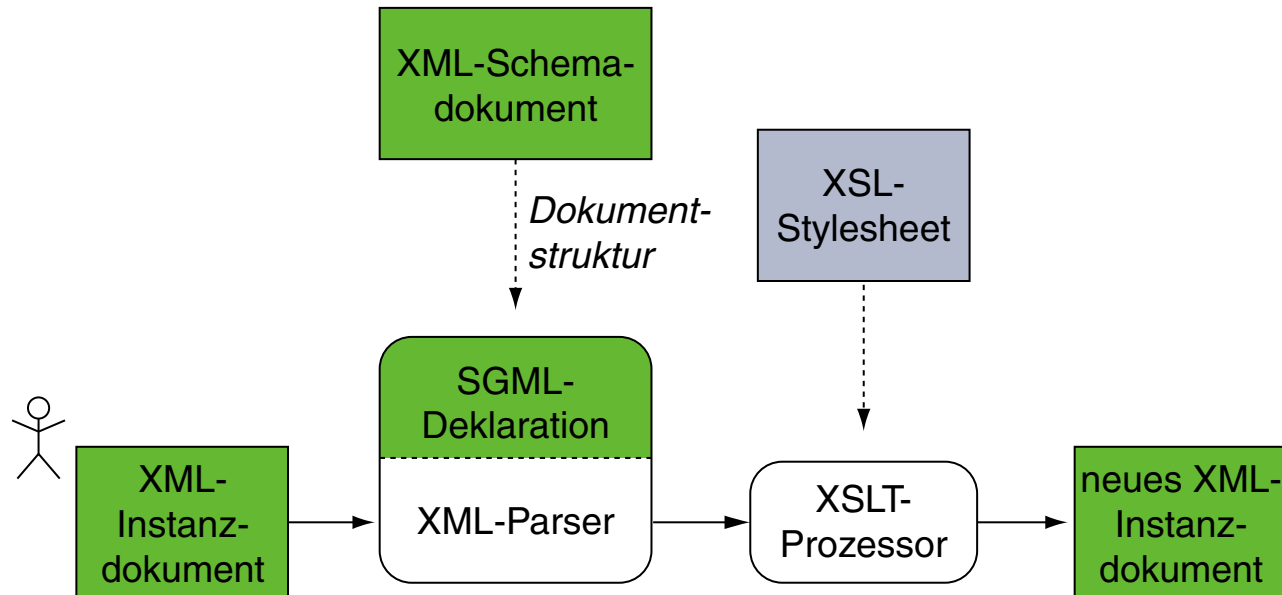 XML-Schema-
dokument
Dokument-
struktur
XSL-
Stylesheet
SGML-
Deklaration
XML-Parser
XML-
Instanz-
dokument
XSLT-
Prozessor
neues XML-
Instanz-
dokument